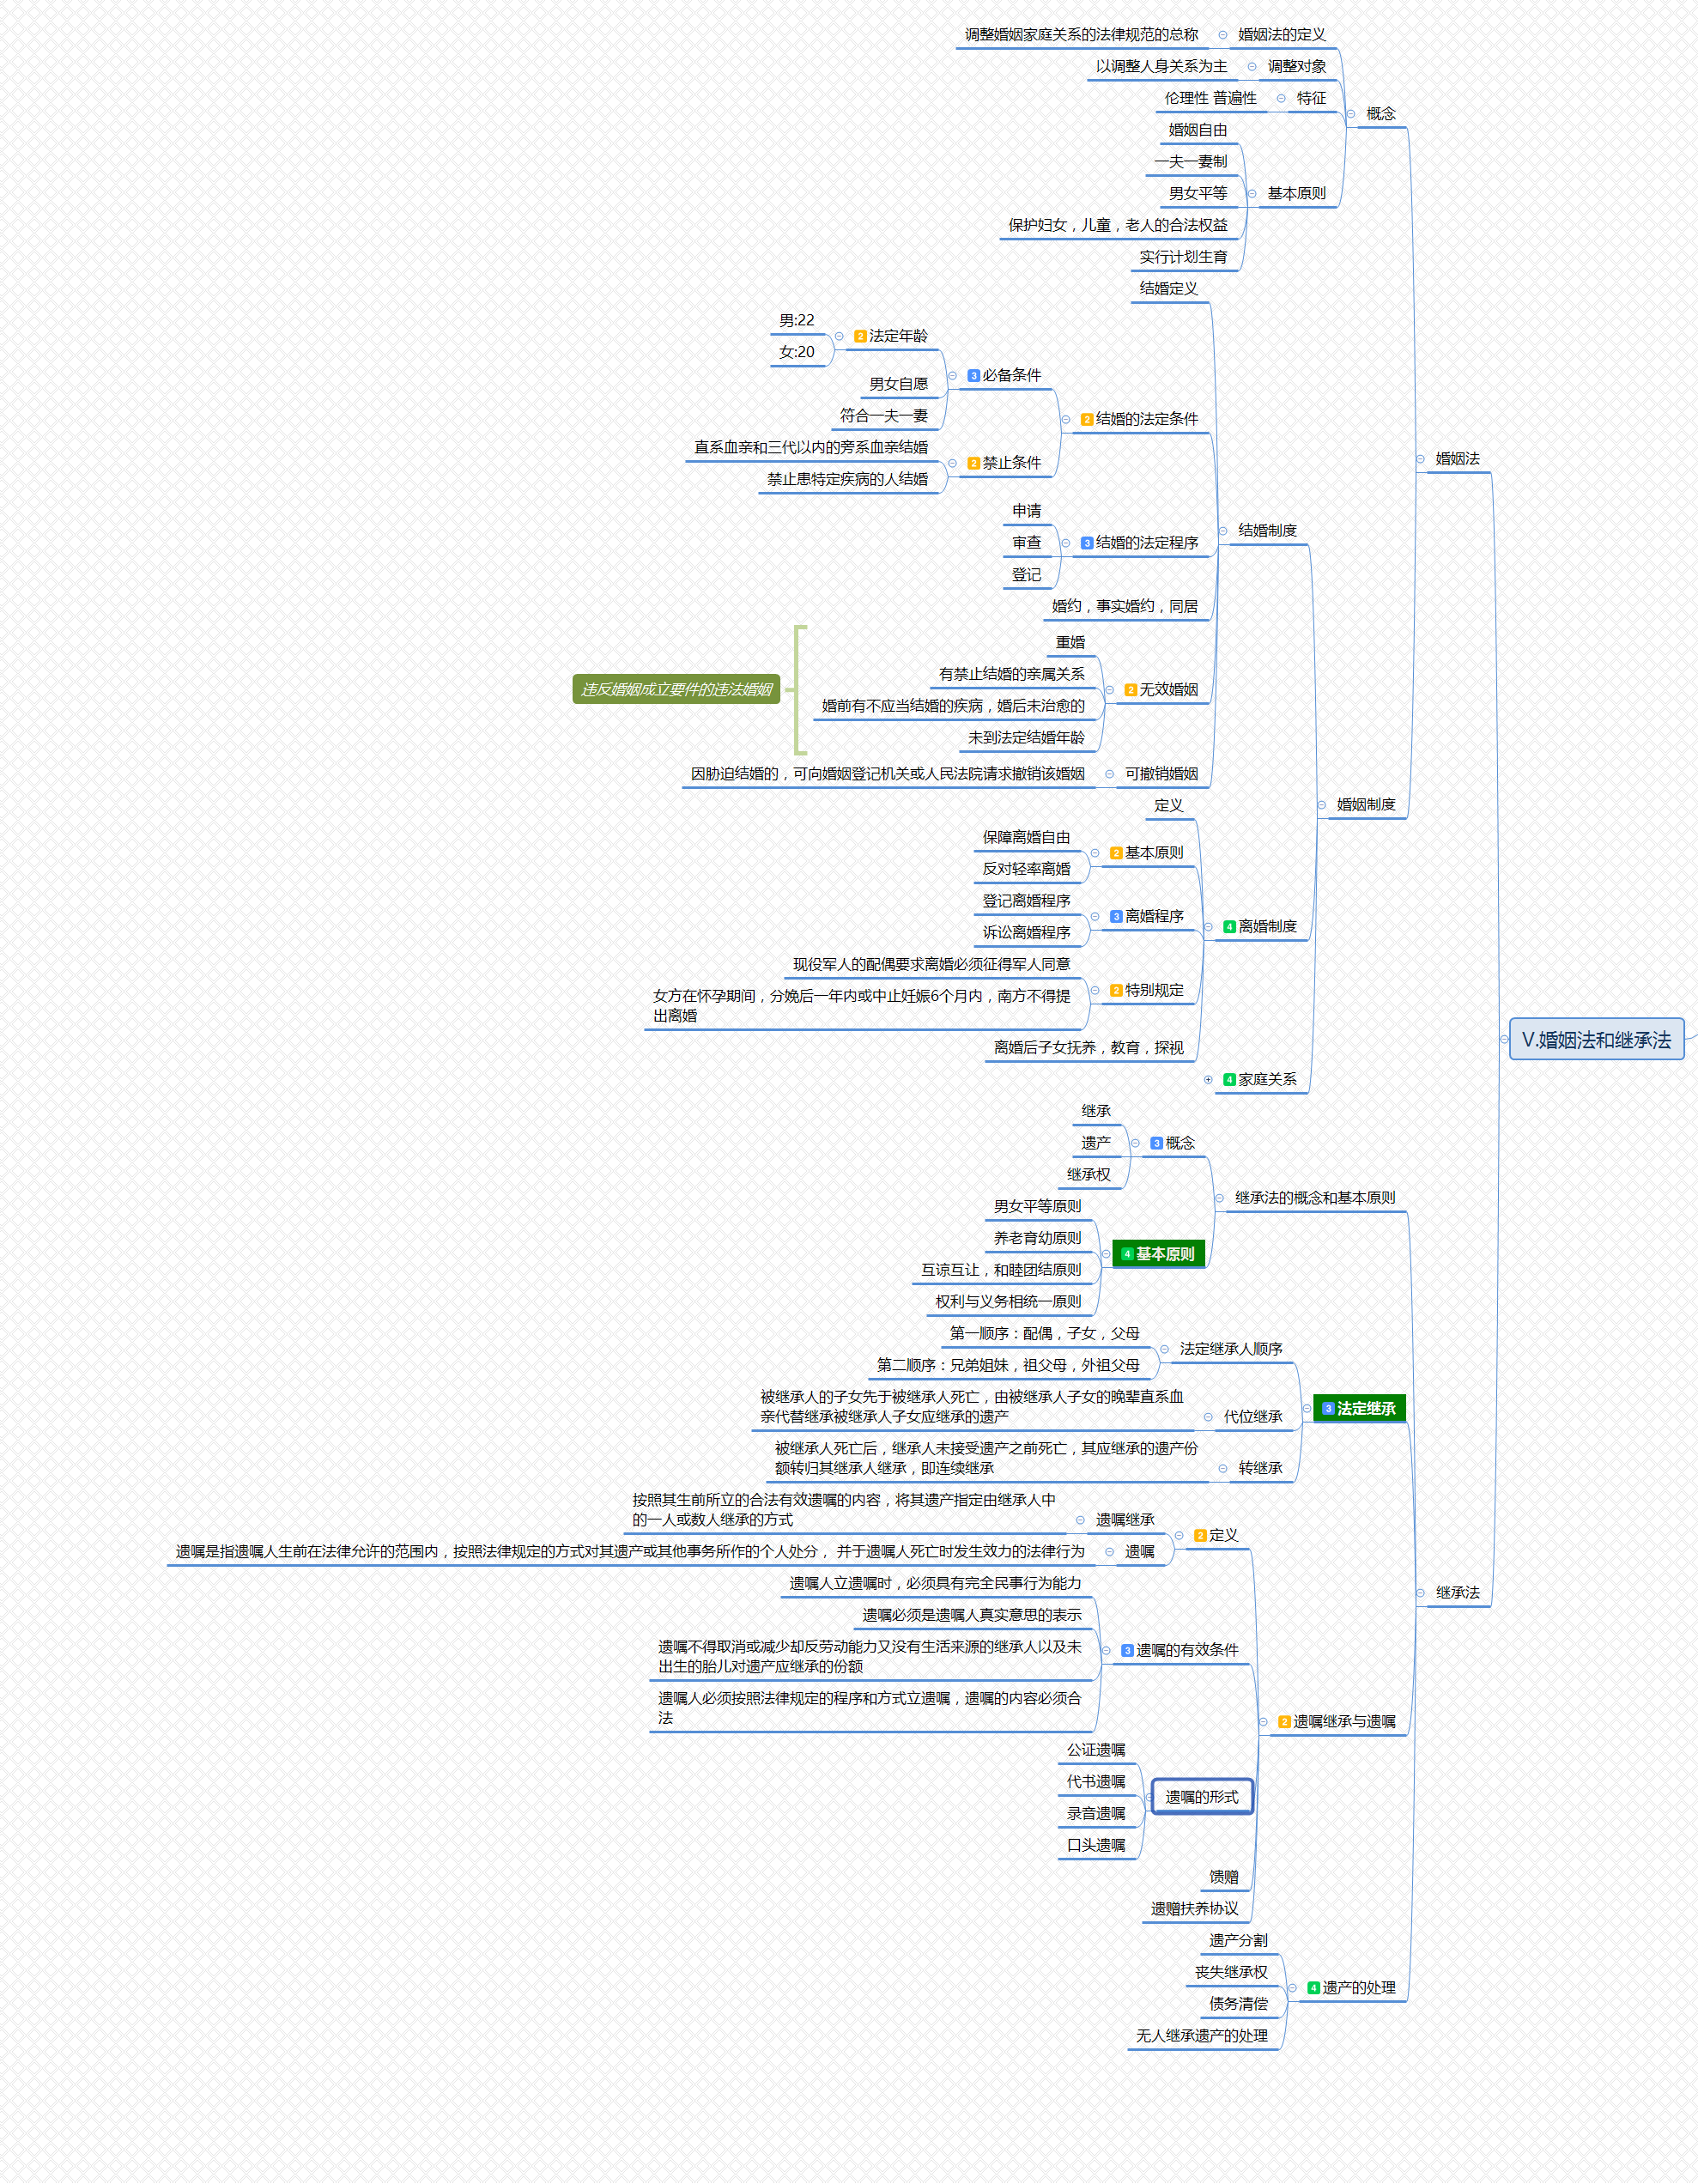 V.婚姻法和继承法
婚姻法
概念
婚姻法的定义
调整婚姻家庭关系的法律规范的总称
调整对象
以调整人身关系为主
特征
伦理性 普遍性
基本原则
婚姻自由
一夫一妻制
男女平等
保护妇女，儿童，老人的合法权益
实行计划生育
婚姻制度
结婚制度
结婚定义
2 结婚的法定条件
3 必备条件
2 法定年龄
男:22
女:20
男女自愿
符合一夫一妻
2 禁止条件
直系血亲和三代以内的旁系血亲结婚
禁止患特定疾病的人结婚
3 结婚的法定程序
申请
审查
登记
婚约，事实婚约，同居
2 无效婚姻
重婚
有禁止结婚的亲属关系
婚前有不应当结婚的疾病，婚后未治愈的
未到法定结婚年龄
违反婚姻成立要件的违法婚姻
可撤销婚姻
因胁迫结婚的，可向婚姻登记机关或人民法院请求撤销该婚姻
4 离婚制度
定义
2 基本原则
保障离婚自由
反对轻率离婚
3 离婚程序
登记离婚程序
诉讼离婚程序
2 特别规定
现役军人的配偶要求离婚必须征得军人同意
女方在怀孕期间，分娩后一年内或中止妊娠6个月内，南方不得提
出离婚
离婚后子女抚养，教育，探视
4 家庭关系
继承法
继承法的概念和基本原则
3 概念
继承
遗产
继承权
4 基本原则
男女平等原则
养老育幼原则
互谅互让，和睦团结原则
权利与义务相统一原则
3 法定继承
法定继承人顺序
第一顺序：配偶，子女，父母
第二顺序：兄弟姐妹，祖父母，外祖父母
代位继承
被继承人的子女先于被继承人死亡，由被继承人子女的晚辈直系血
亲代替继承被继承人子女应继承的遗产
转继承
被继承人死亡后，继承人未接受遗产之前死亡，其应继承的遗产份
额转归其继承人继承，即连续继承
2 遗嘱继承与遗嘱
2 定义
遗嘱继承
按照其生前所立的合法有效遗嘱的内容，将其遗产指定由继承人中
的一人或数人继承的方式
遗嘱
遗嘱是指遗嘱人生前在法律允许的范围内，按照法律规定的方式对其遗产或其他事务所作的个人处分， 并于遗嘱人死亡时发生效力的法律行为
3 遗嘱的有效条件
遗嘱人立遗嘱时，必须具有完全民事行为能力
遗嘱必须是遗嘱人真实意思的表示
遗嘱不得取消或减少却反劳动能力又没有生活来源的继承人以及未
出生的胎儿对遗产应继承的份额
遗嘱人必须按照法律规定的程序和方式立遗嘱，遗嘱的内容必须合
法
遗嘱的形式
公证遗嘱
代书遗嘱
录音遗嘱
口头遗嘱
馈赠
遗赠扶养协议
4 遗产的处理
遗产分割
丧失继承权
债务清偿
无人继承遗产的处理